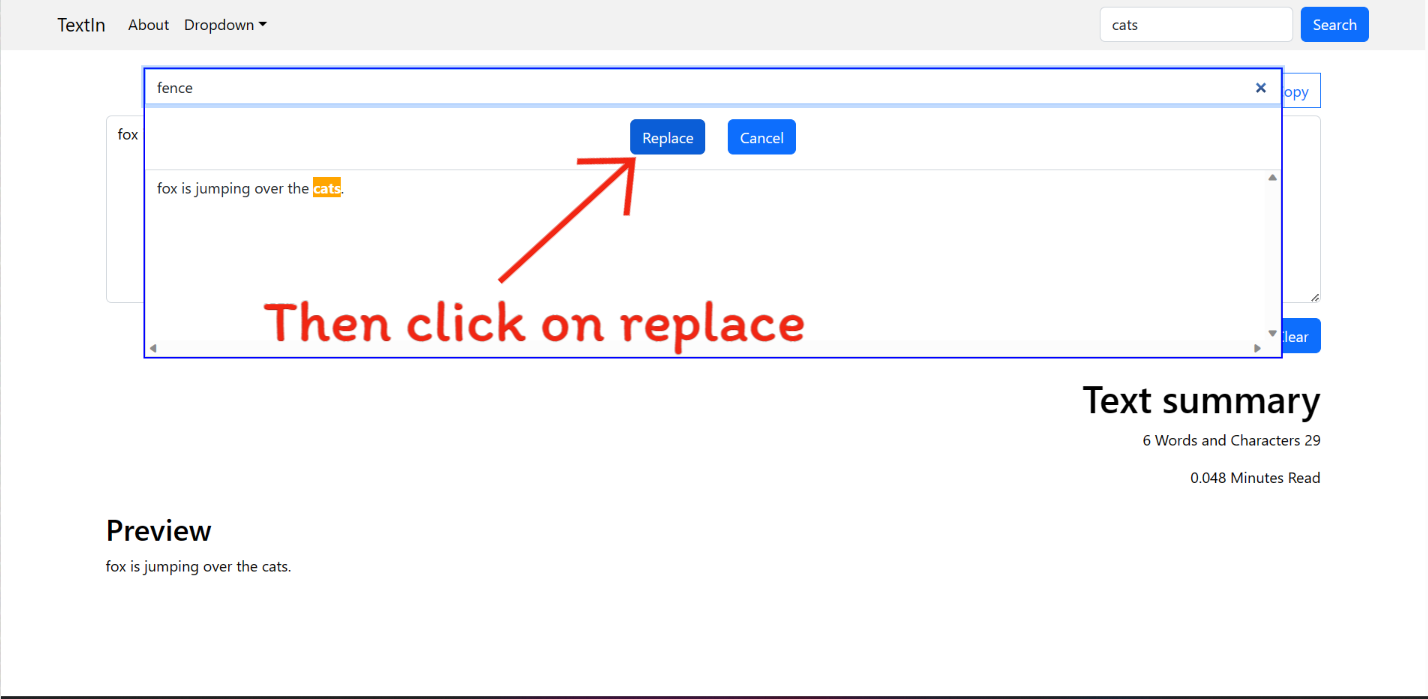 TextIn About Dropdown cats Search
fence ×
opy
fox
Replace Cancel
fox is jumping over the cats.
Then click on replace
lear
Text summary
6 Words and Characters 29
0.048 Minutes Read
Preview
fox is jumping over the cats.